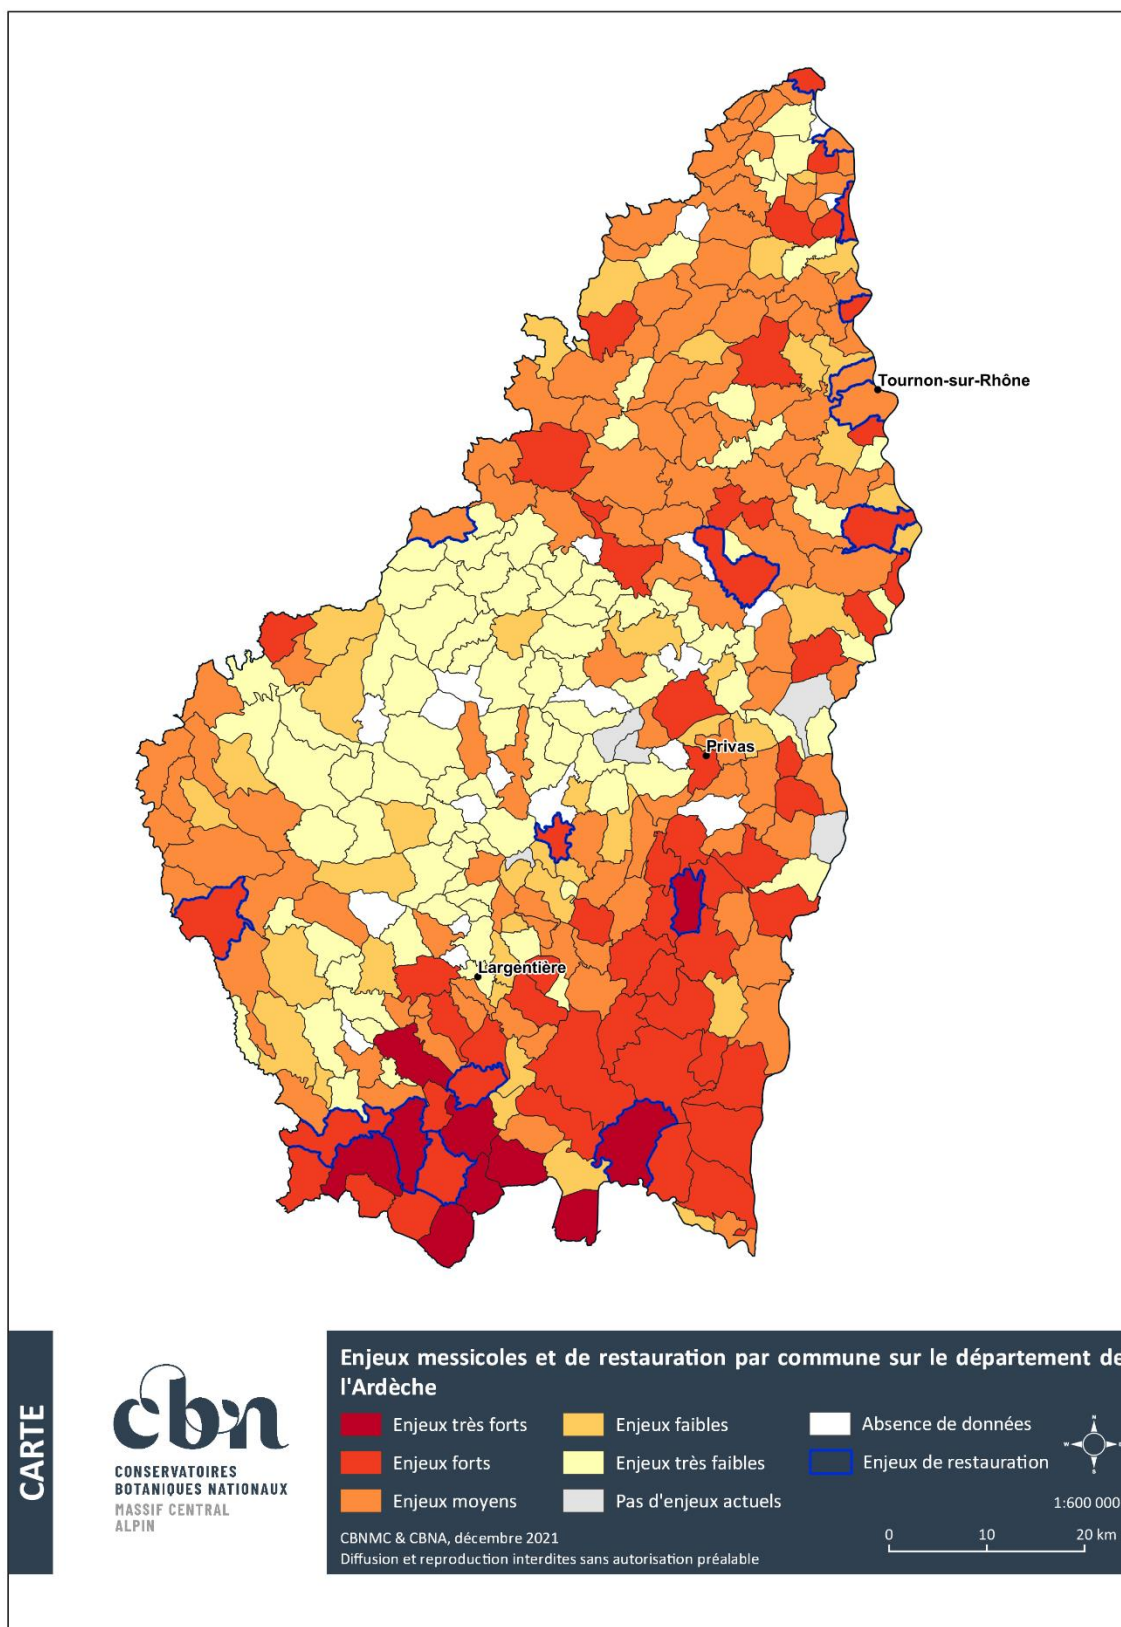 Tournon-sur-Rhône
Privas
Largentière
CARTE
cbn
CONSERVATOIRES
BOTANIQUES NATIONAUX
MASSIF CENTRAL
ALPIN
Enjeux messicoles et de restauration par commune sur le département de
l'Ardèche
Enjeux très forts
Enjeux forts
Enjeux moyens
Enjeux faibles
Enjeux très faibles
Pas d'enjeux actuels
Absence de données
Enjeux de restauration
N
W
E
S
1:600 000
CBNMC & CBNA, décembre 2021
Diffusion et reproduction interdites sans autorisation préalable
0 10 20 km